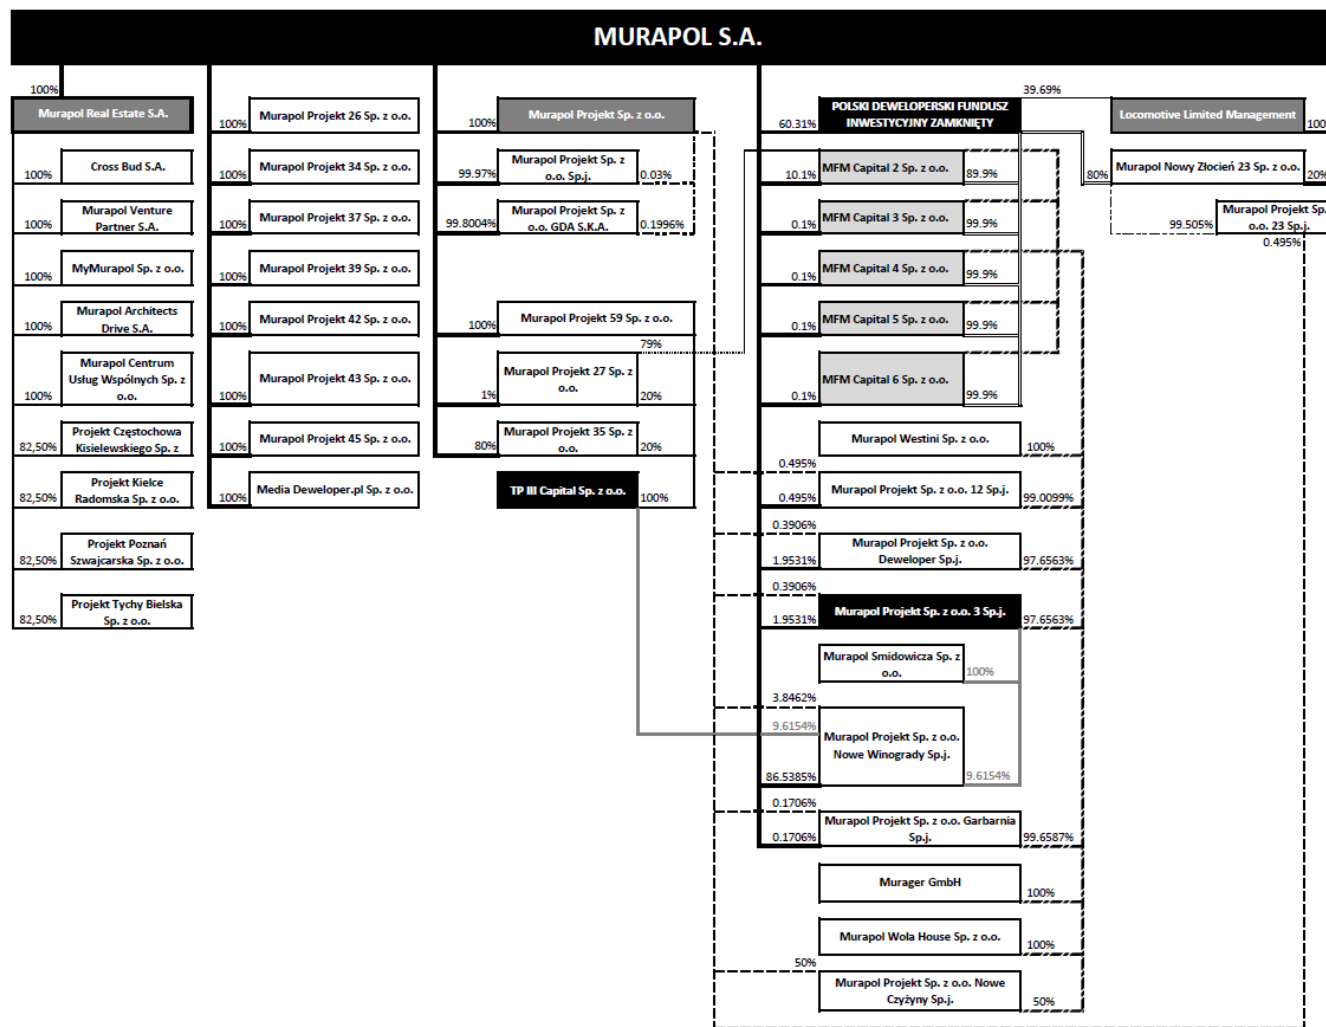 MURAPOL S.A.
100%
Murapol Real Estate S.A.
100%
Cross Bud S.A.
100%
Murapol Venture
Partner S.A.
100%
MyMurapol Sp. z o.o.
100%
Murapol Architects
Drive S.A.
100%
Murapol Centrum
Usług Wspólnych Sp. z
o.o.
100%
Projekt Częstochowa
Kisielewskiego Sp. z
82,50%
Projekt Kielce
Radomska Sp. z o.o.
82,50%
Projekt Poznań
Szwajcarska Sp. z o.o.
82,50%
Projekt Tychy Bielska
Sp. z o.o.
82,50%
Murapol Projekt 26 Sp. z o.o.
100%
Murapol Projekt 34 Sp. z o.o.
100%
Murapol Projekt 37 Sp. z o.o.
100%
Murapol Projekt 39 Sp. z o.o.
100%
Murapol Projekt 42 Sp. z o.o.
100%
Murapol Projekt 43 Sp. z o.o.
100%
Murapol Projekt 45 Sp. z o.o.
100%
Media Deweloper.pl Sp. z o.o.
100%
Murapol Projekt Sp. z o.o.
100%
Murapol Projekt Sp. z
o.o. Sp.j.
99.97%
0.03%
Murapol Projekt Sp. z
o.o. GDA S.K.A.
99.8004%
0.1996%
Murapol Projekt 59 Sp. z o.o.
100%
79%
Murapol Projekt 27 Sp. z
o.o.
1%
20%
Murapol Projekt 35 Sp. z
o.o.
80%
20%
TP III Capital Sp. z o.o.
100%
POLSKI DEWELOPERSKI FUNDUSZ
INWESTYCYJNY ZAMKNIĘTY
60.31%
39.69%
MFM Capital 2 Sp. z o.o.
10.1%
89.9%
MFM Capital 3 Sp. z o.o.
0.1%
99.9%
MFM Capital 4 Sp. z o.o.
0.1%
99.9%
MFM Capital 5 Sp. z o.o.
0.1%
99.9%
MFM Capital 6 Sp. z o.o.
0.1%
99.9%
Murapol Westini Sp. z o.o.
100%
0.495%
Murapol Projekt Sp. z o.o. 12 Sp.j.
0.495%
99.0099%
0.3906%
Murapol Projekt Sp. z o.o.
Deweloper Sp.j.
1.9531%
97.6563%
0.3906%
Murapol Projekt Sp. z o.o. 3 Sp.j.
1.9531%
97.6563%
Murapol Smidowicza Sp. z
o.o.
100%
3.8462%
9.6154%
Murapol Projekt Sp. z o.o.
Nowe Winogrady Sp.j.
86.5385%
9.6154%
0.1706%
Murapol Projekt Sp. z o.o. Garbarnia
Sp.j.
0.1706%
99.6587%
Murager GmbH
100%
Murapol Wola House Sp. z o.o.
100%
50%
Murapol Projekt Sp. z o.o. Nowe
Czyżyny Sp.j.
50%
Locomotive Limited Management
100%
Murapol Nowy Złocień 23 Sp. z o.o.
80%
20%
Murapol Projekt Sp.
o.o. 23 Sp.j.
99.505%
0.495%